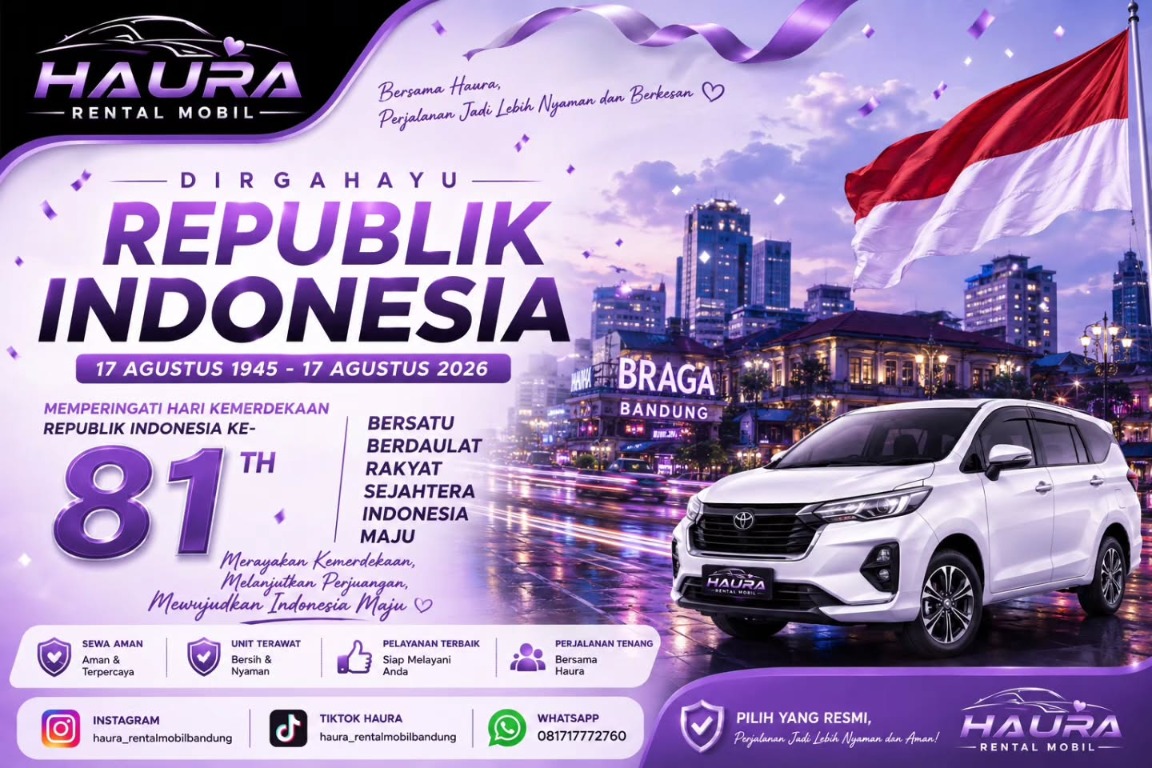 HAURA
RENTAL MOBIL
Bersama Haura,
Perjalanan Jadi Lebih Nyaman dan Berkesan
DIRGAHAYU
REPUBLIK
INDONESIA
17 AGUSTUS 1945 - 17 AGUSTUS 2026
MEMPERINGATI HARI KEMERDEKAAN
REPUBLIK INDONESIA KE-
81 TH
BERSATU
BERDAULAT
RAKYAT
SEJAHTERA
INDONESIA
MAJU
Merayakan Kemerdekaan,
Melanjutkan Perjuangan,
Mewujudkan Indonesia Maju
BRAGA
BANDUNG
HAURA
RENTAL MOBIL
SEWA AMAN
Aman &
Terpercaya
UNIT TERAWAT
Bersih &
Nyaman
PELAYANAN TERBAIK
Siap Melayani
Anda
PERJALANAN TENANG
Bersama
Haura
INSTAGRAM
haura_rentalmobilbandung
TIKTOK HAURA
haura_rentalmobilbandung
WHATSAPP
081717772760
PILIH YANG RESMI,
Perjalanan Jadi Lebih Nyaman dan Aman!
HAURA
RENTAL MOBIL